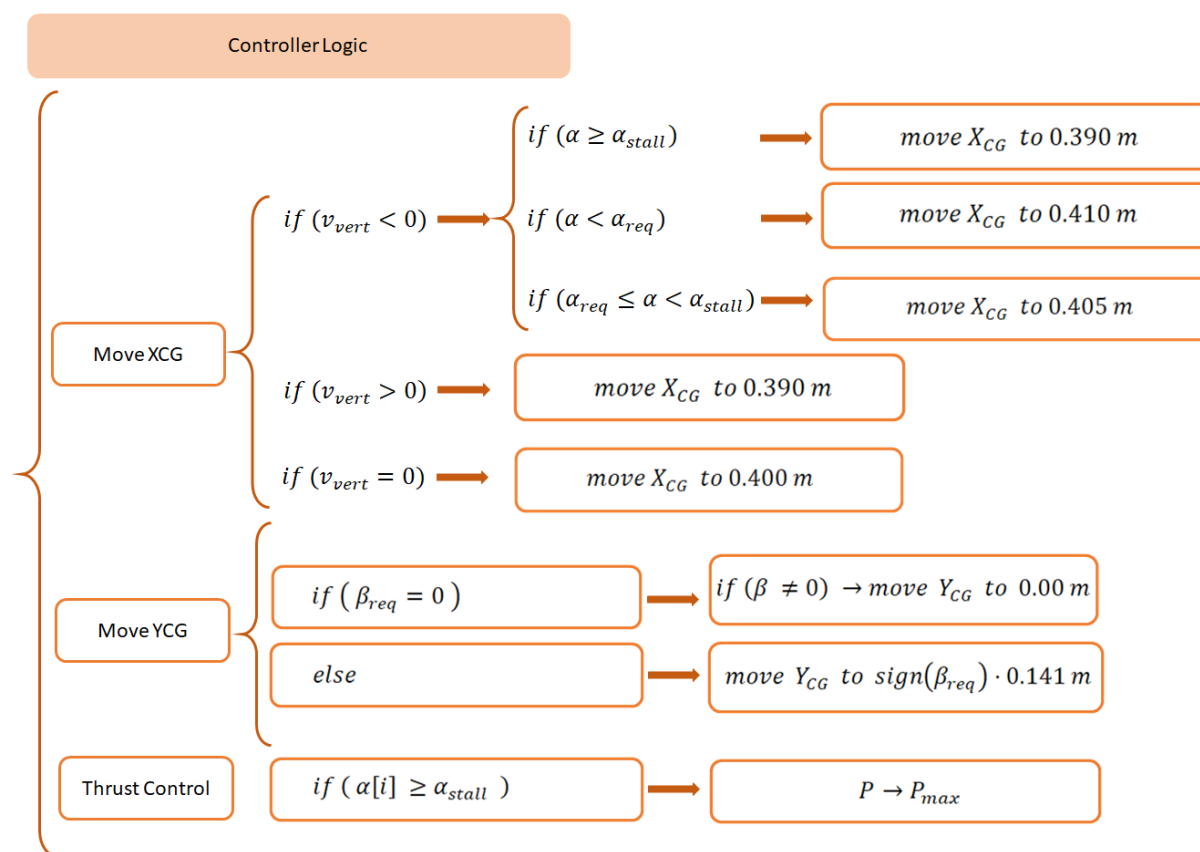 Controller Logic
if (α ≥ α_stall)
move X_CG to 0.390 m
if (v_vert < 0)
if (α < α_req)
move X_CG to 0.410 m
if (α_req ≤ α < α_stall)
move X_CG to 0.405 m
Move XCG
if (v_vert > 0)
move X_CG to 0.390 m
if (v_vert = 0)
move X_CG to 0.400 m
Move YCG
if ( β_req = 0 )
if (β ≠ 0) → move Y_CG to 0.00 m
else
move Y_CG to sign(β_req) · 0.141 m
Thrust Control
if ( α[i] ≥ α_stall )
P → P_max